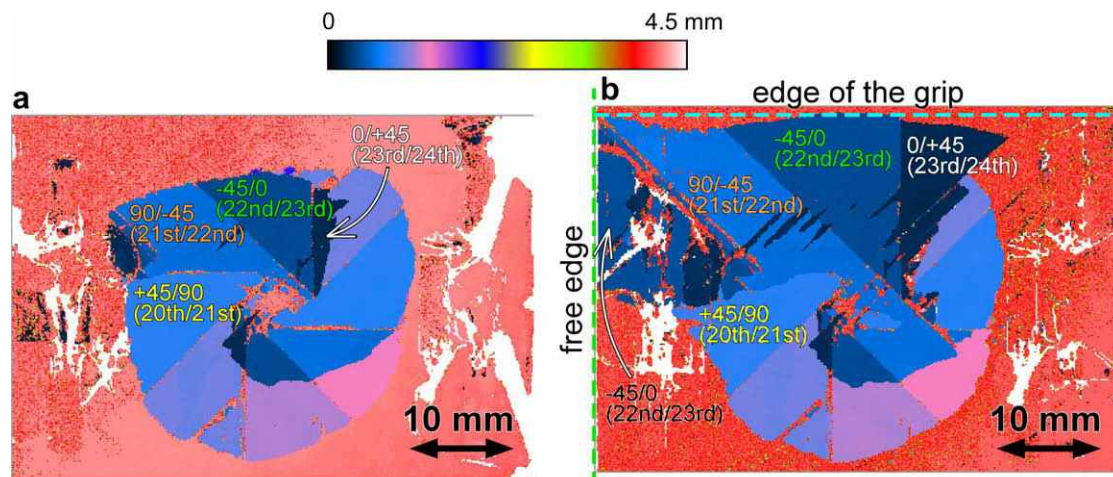 0
4.5 mm
a
0/+45
(23rd/24th)
-45/0
(22nd/23rd)
90/-45
(21st/22nd)
+45/90
(20th/21st)
10 mm
b
edge of the grip
-45/0
(22nd/23rd)
0/+45
(23rd/24th)
90/-45
(21st/22nd)
free edge
+45/90
(20th/21st)
-45/0
(22nd/23rd)
10 mm